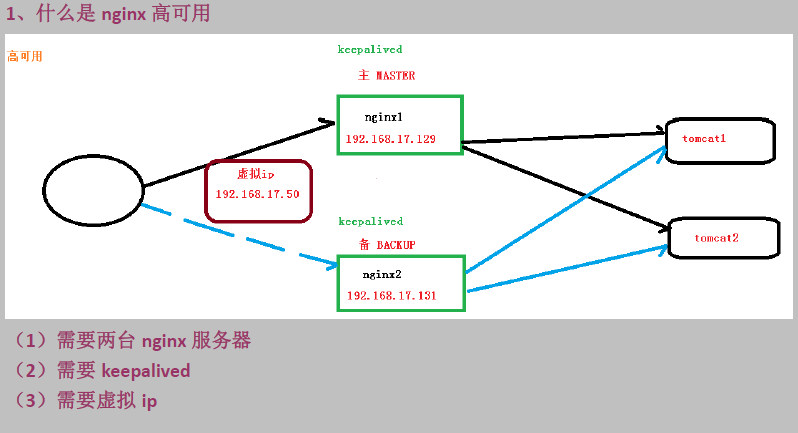 1、什么是 nginx 高可用
高可用
keepalived
主 MASTER
nginx1
192.168.17.129
虚拟ip
192.168.17.50
keepalived
备 BACKUP
nginx2
192.168.17.131
tomcat1
tomcat2
（1）需要两台 nginx 服务器
（2）需要 keepalived
（3）需要虚拟 ip